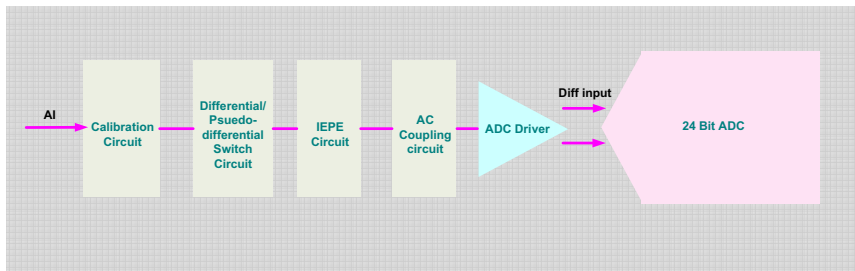 AI
Calibration
Circuit
Differential/
Psuedo-
differential
Switch
Circuit
IEPE
Circuit
AC
Coupling
circuit
ADC Driver
Diff input
24 Bit ADC